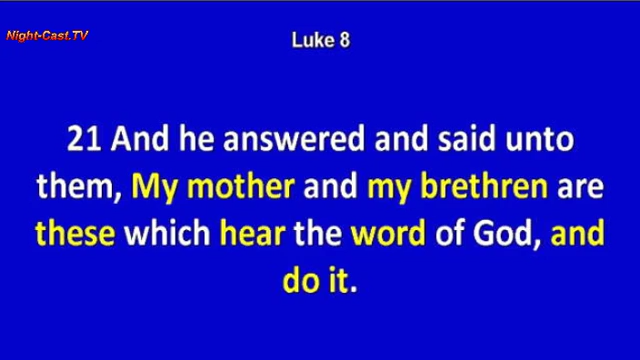 Night-Cast.TV
Luke 8
21 And he answered and said unto
them, My mother and my brethren are
these which hear the word of God, and
do it.